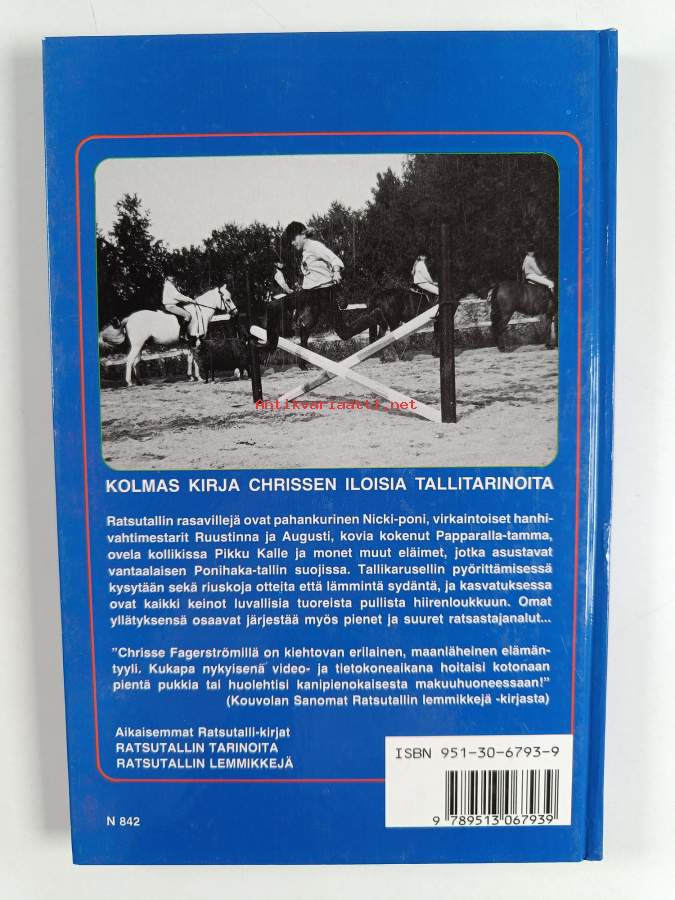 Antikvariaatti.net
KOLMAS KIRJA CHRISSEN ILOISIA TALLITARINOITA
Ratsutallin rasavillejä ovat pahankurinen Nicki-poni, virkaintoiset hanhi-
vahtimestarit Ruustinna ja Augusti, kovia kokenut Papparalla-tamma,
ovela kollikissa Pikku Kalle ja monet muut eläimet, jotka asustavat
vantaalaisen Ponihaka-tallin suojissa. Tallikarusellin pyörittämisessä
kysytään sekä riuskoja otteita että lämmintä sydäntä, ja kasvatuksessa
ovat kaikki keinot luvallisia tuoreista pullista hiirenloukkuun. Omat
yllätyksensä osaavat järjestää myös pienet ja suuret ratsastajanalut...
"Chrisse Fagerströmillä on kiehtovan erilainen, maanläheinen elämän-
tyyli. Kukapa nykyisenä video- ja tietokoneaikana hoitaisi kotonaan
pientä pukkia tai huolehtisi kanipienokaisesta makuuhuoneessaan!"
(Kouvolan Sanomat Ratsutallin lemmikkejä -kirjasta)
Aikaisemmat Ratsutalli-kirjat
RATSUTALLIN TARINOITA
RATSUTALLIN LEMMIKKEJÄ
N 842
ISBN 951-30-6793-9
9 789513 067939